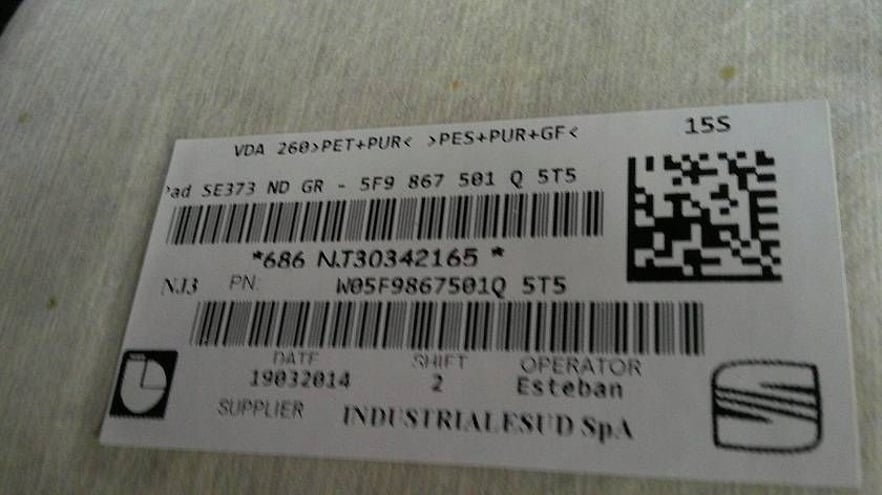 VDA 260>PET+PUR< >PES+PUR+GF<
15S
ad SE373 ND GR - 5F9 867 501 Q 5T5
*686 NJT30342165 *
NJ3 PN: W05F9867501Q 5T5
DATE SHIFT OPERATOR
19032014 2 Esteban
SUPPLIER INDUSTRIALESUD SpA